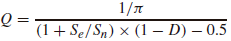 Q = \frac{1/\pi}{(1 + S_e/S_n) \times (1 - D) - 0.5}